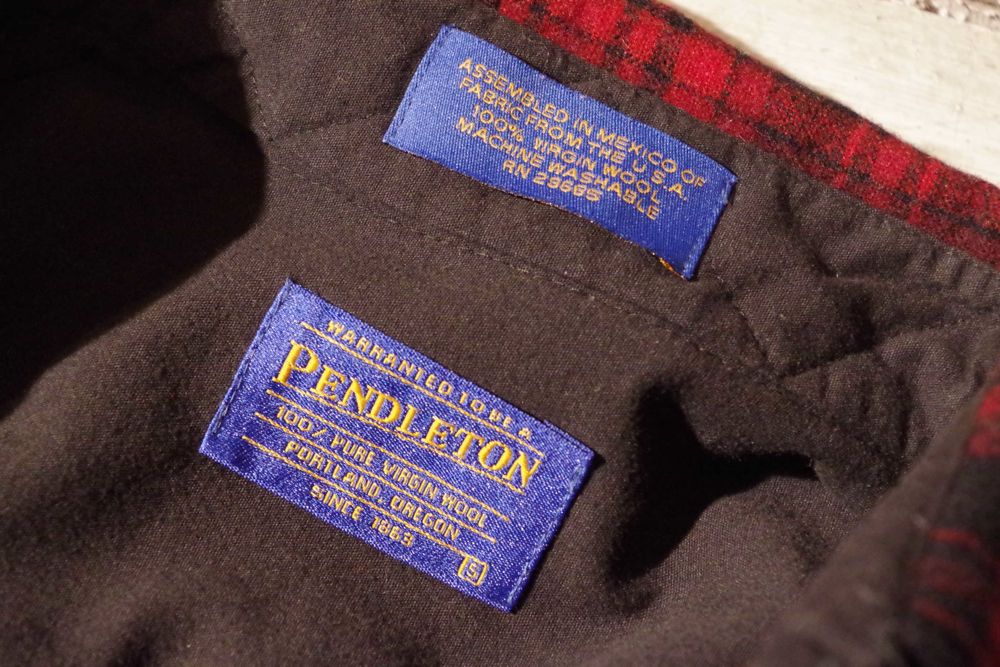 ASSEMBLED IN MEXICO OF
FABRIC FROM THE U.S.A.
100% VIRGIN WOOL
MACHINE WASHABLE
RN 29685
WARRANTED TO BE A
PENDLETON
100% PURE VIRGIN WOOL
PORTLAND, OREGON
SINCE 1863
S